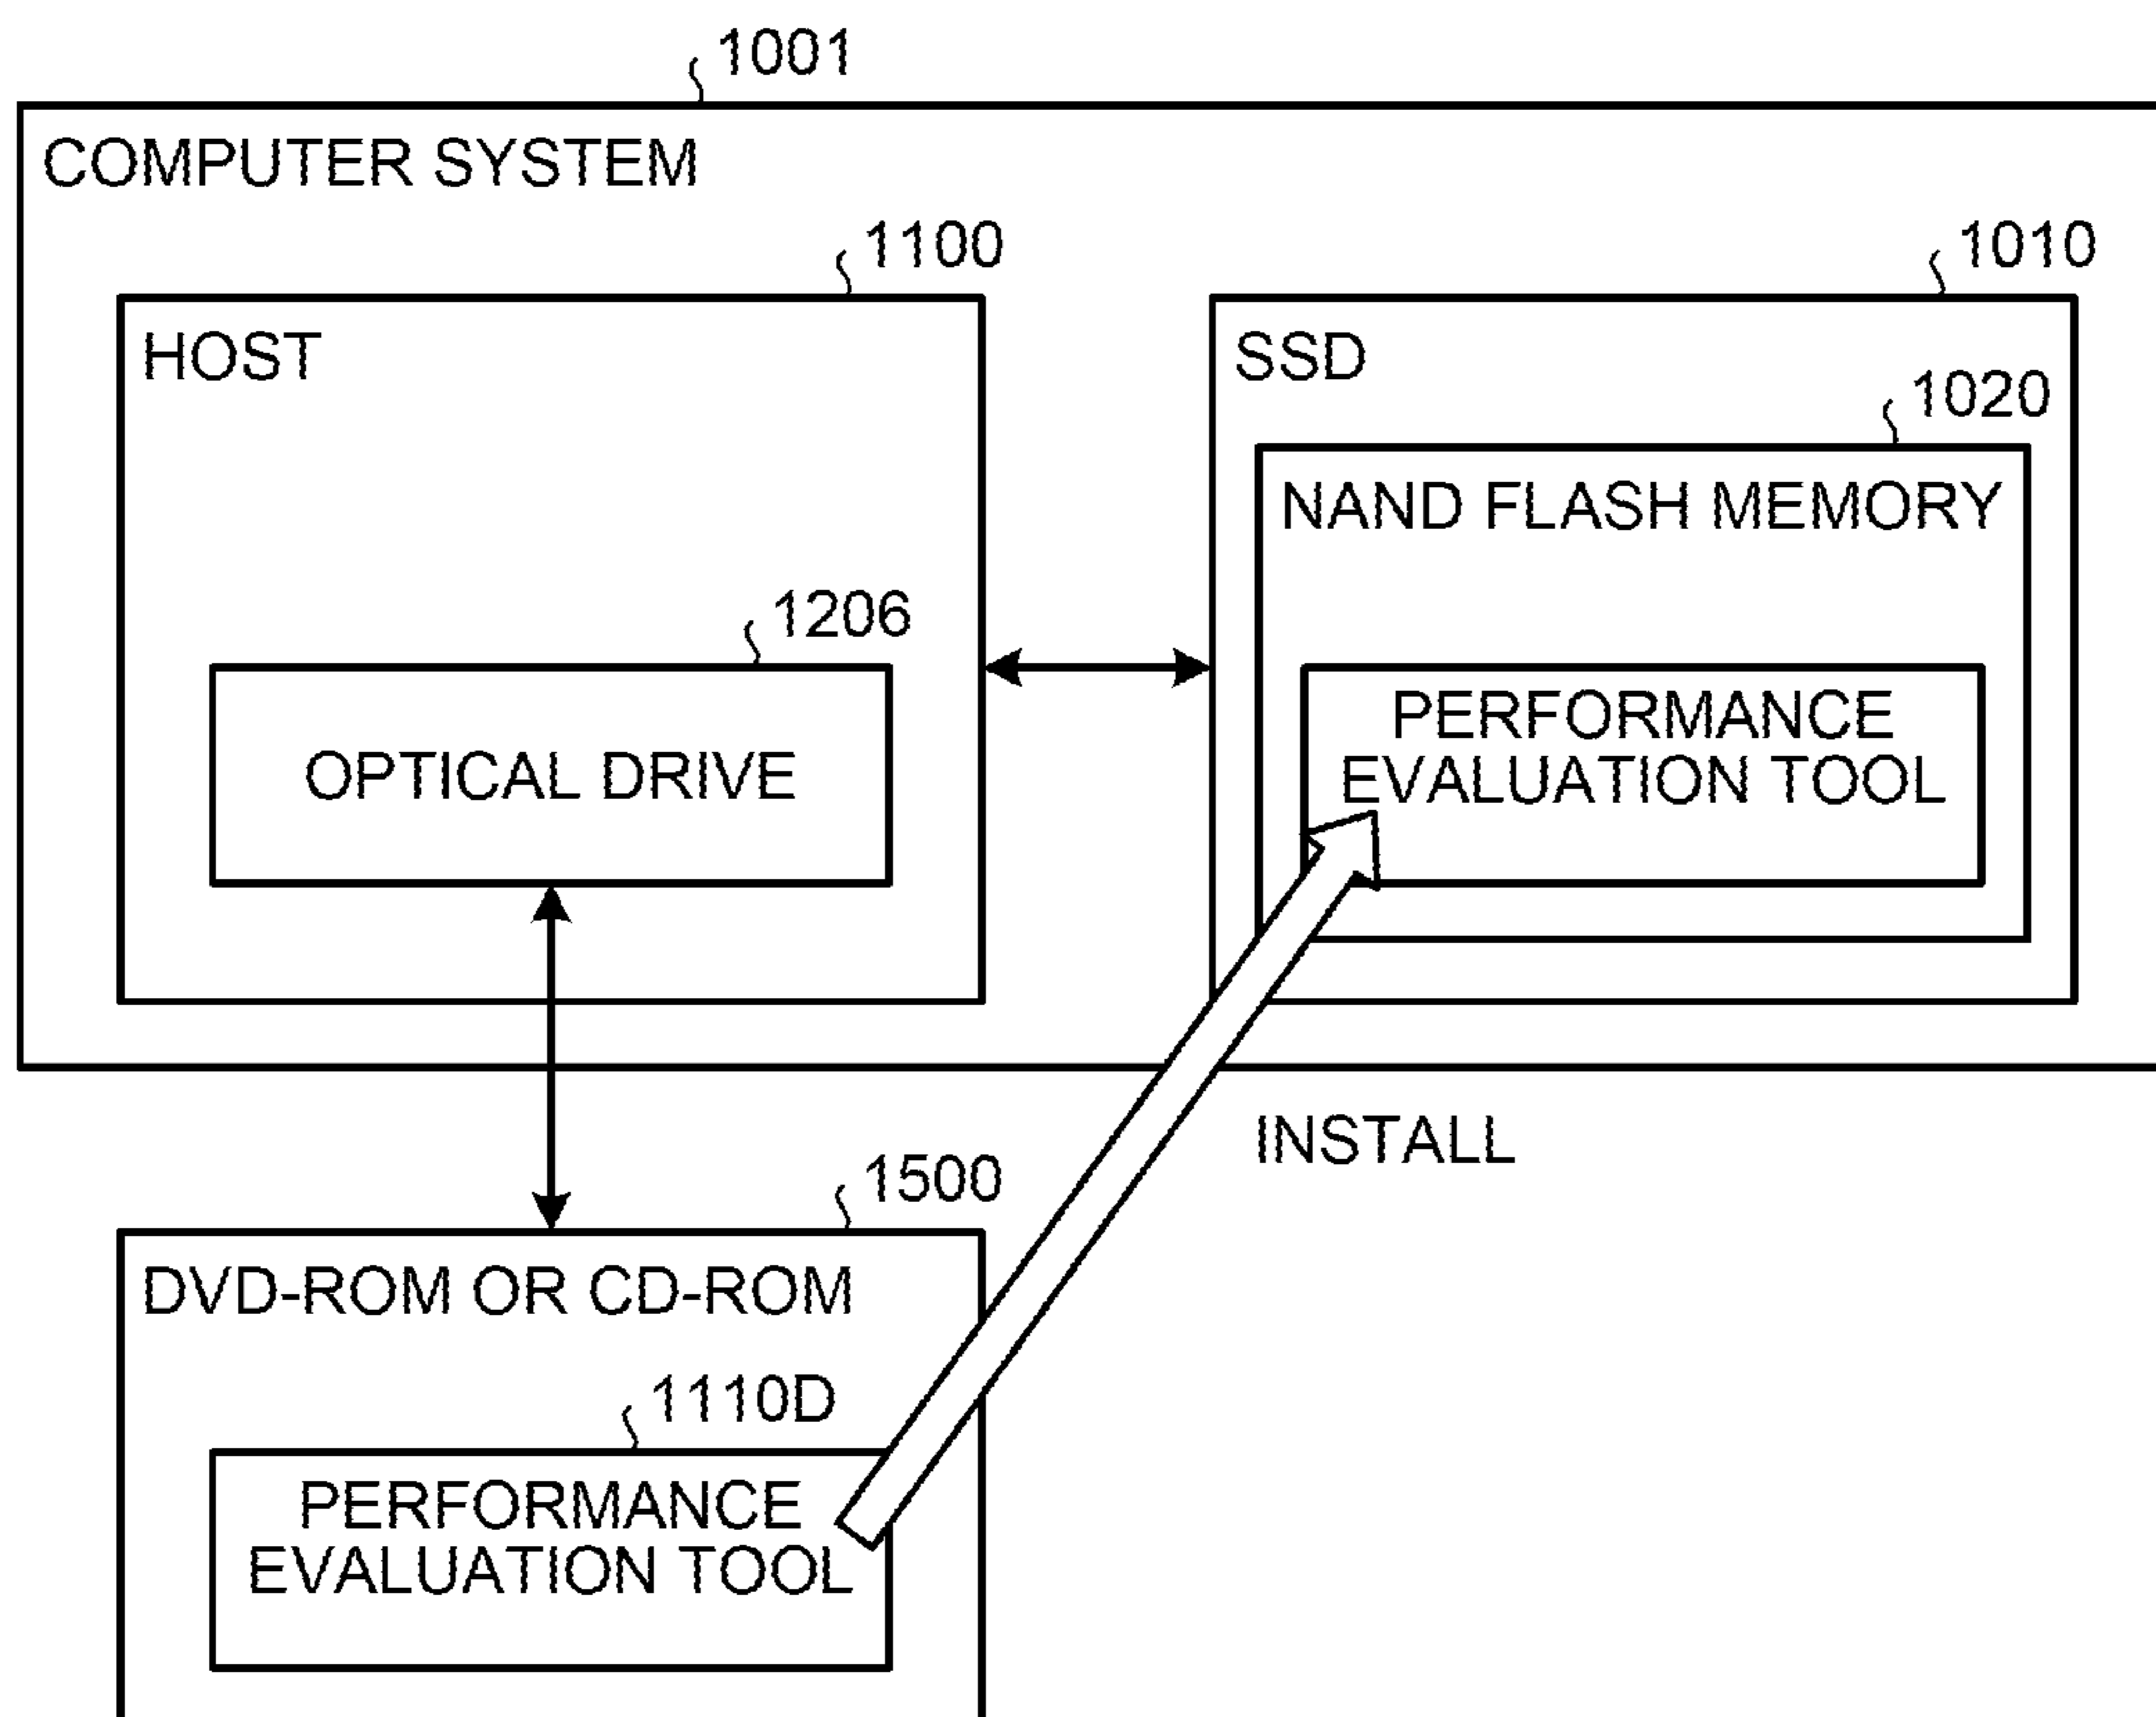 1001
COMPUTER SYSTEM
1100
1010
HOST
SSD
1020
NAND FLASH MEMORY
1206
OPTICAL DRIVE
PERFORMANCE
EVALUATION TOOL
INSTALL
1500
DVD-ROM OR CD-ROM
1110D
PERFORMANCE
EVALUATION TOOL